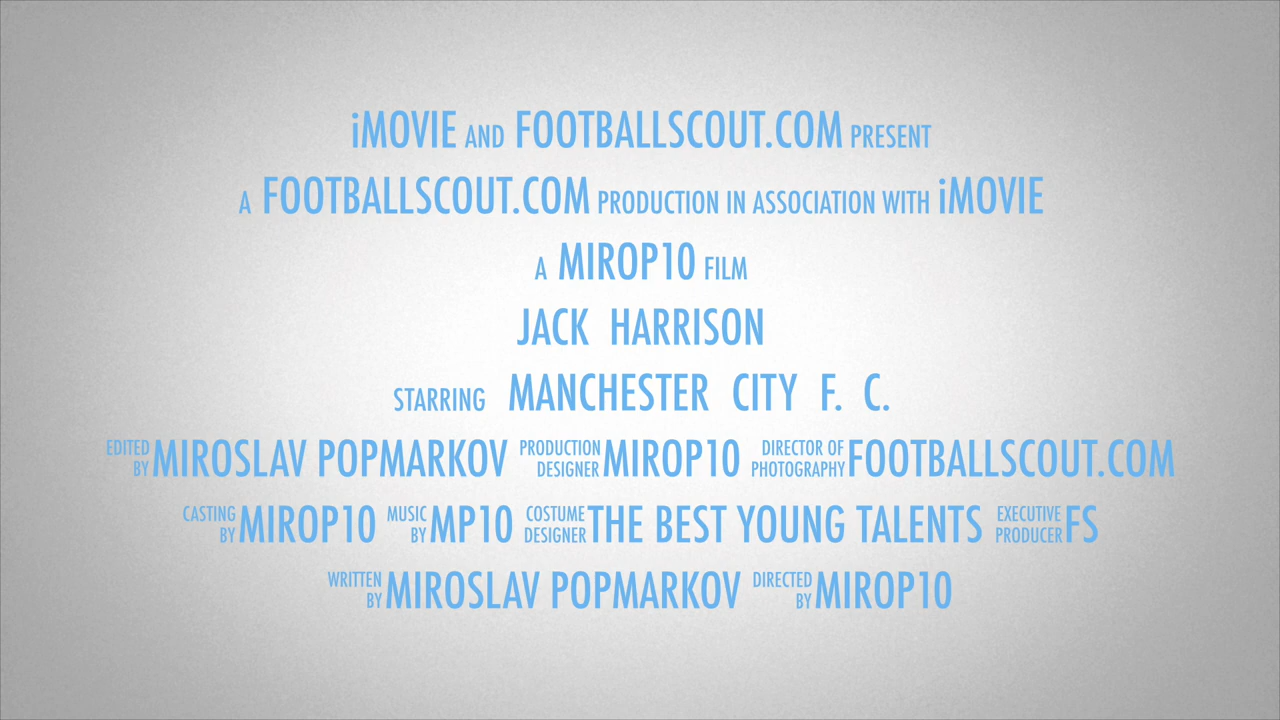 iMOVIE AND FOOTBALLSCOUT.COM PRESENT
A FOOTBALLSCOUT.COM PRODUCTION IN ASSOCIATION WITH iMOVIE
A MIROP10 FILM
JACK HARRISON
STARRING MANCHESTER CITY F. C.
EDITED BY MIROSLAV POPMARKOV PRODUCTION DESIGNER MIROP10 DIRECTOR OF PHOTOGRAPHY FOOTBALLSCOUT.COM
CASTING BY MIROP10 MUSIC BY MP10 COSTUME DESIGNER THE BEST YOUNG TALENTS EXECUTIVE PRODUCER FS
WRITTEN BY MIROSLAV POPMARKOV DIRECTED BY MIROP10